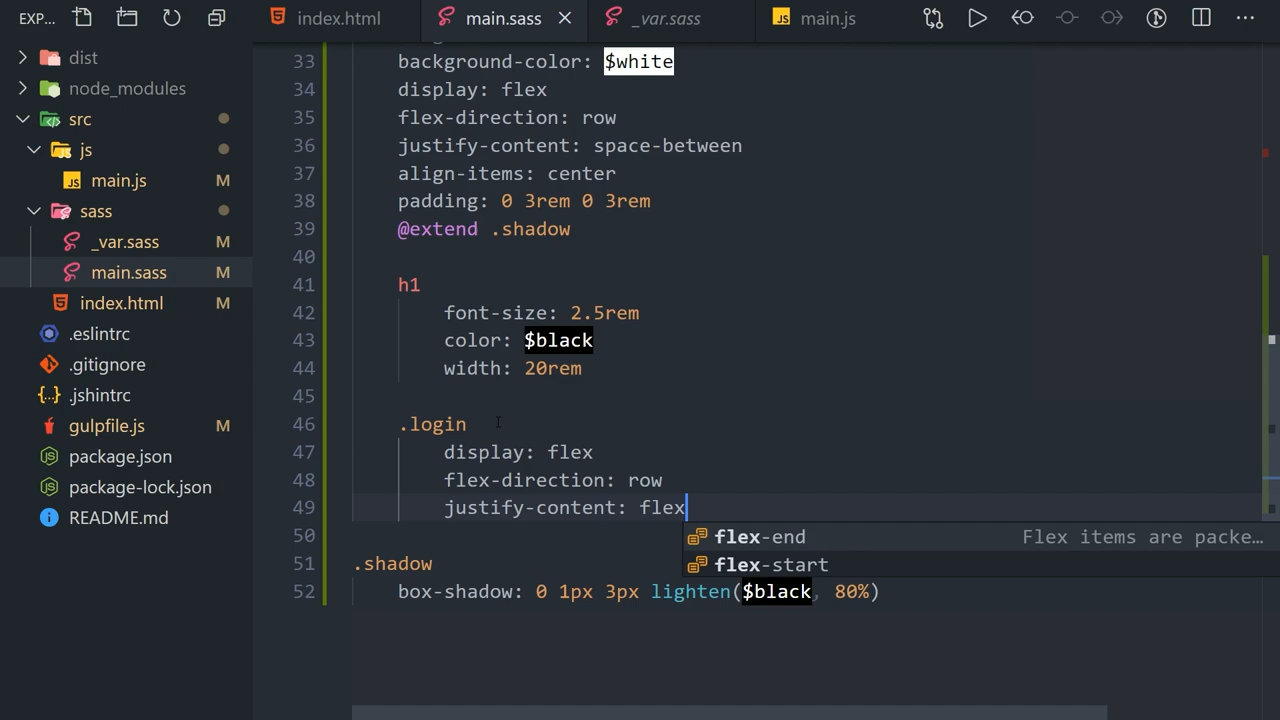 EXP...
index.html
main.sass
_var.sass
main.js
dist
node_modules
src
js
main.js M
sass
_var.sass M
main.sass M
index.html M
.eslintrc
.gitignore
.jshintrc
gulpfile.js M
package.json
package-lock.json
README.md
33 background-color: $white
34 display: flex
35 flex-direction: row
36 justify-content: space-between
37 align-items: center
38 padding: 0 3rem 0 3rem
39 @extend .shadow
40
41 h1
42 font-size: 2.5rem
43 color: $black
44 width: 20rem
45
46 .login
47 display: flex
48 flex-direction: row
49 justify-content: flex
flex-end Flex items are packe...
flex-start
50
51 .shadow
52 box-shadow: 0 1px 3px lighten($black, 80%)